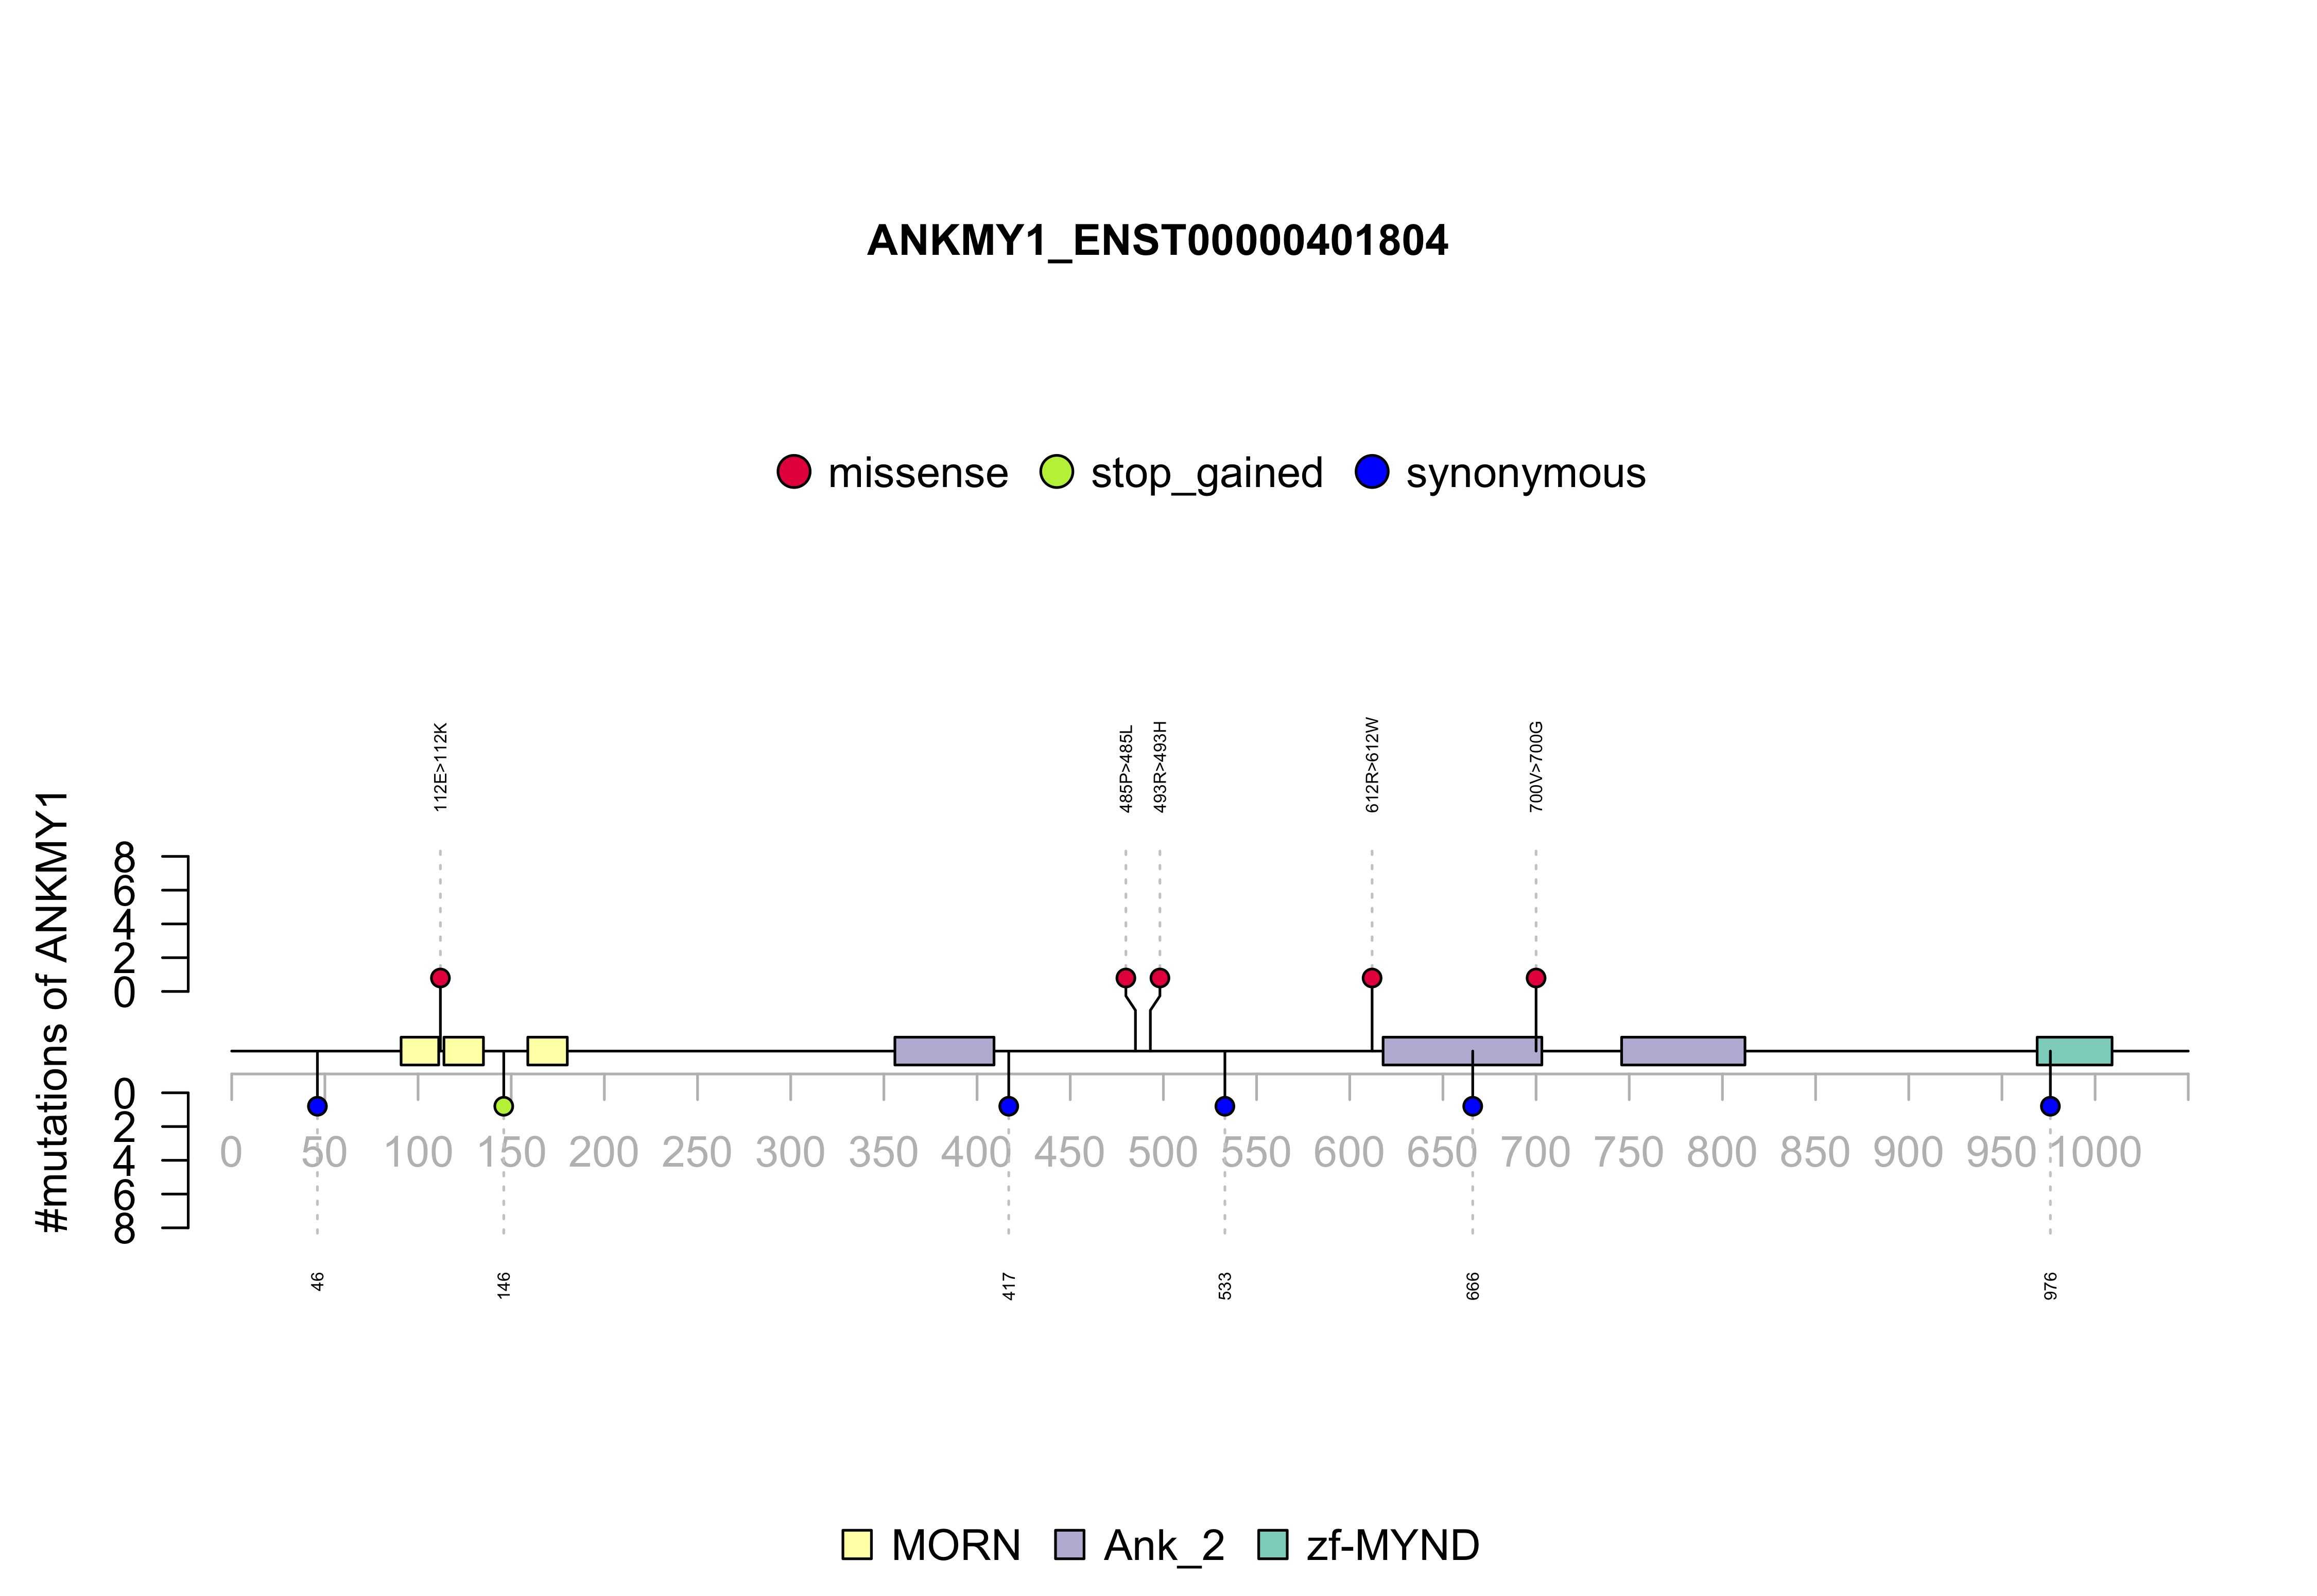 ANKMY1_ENST00000401804
missense stop_gained synonymous
112E>112K 485P>485L 493R>493H 612R>612W 700V>700G
#mutations of ANKMY1
8
6
4
2
0
0
2
4
6
8
0 50 100 150 200 250 300 350 400 450 500 550 600 650 700 750 800 850 900 950 1000
46 146 417 533 666 976
MORN Ank_2 zf-MYND